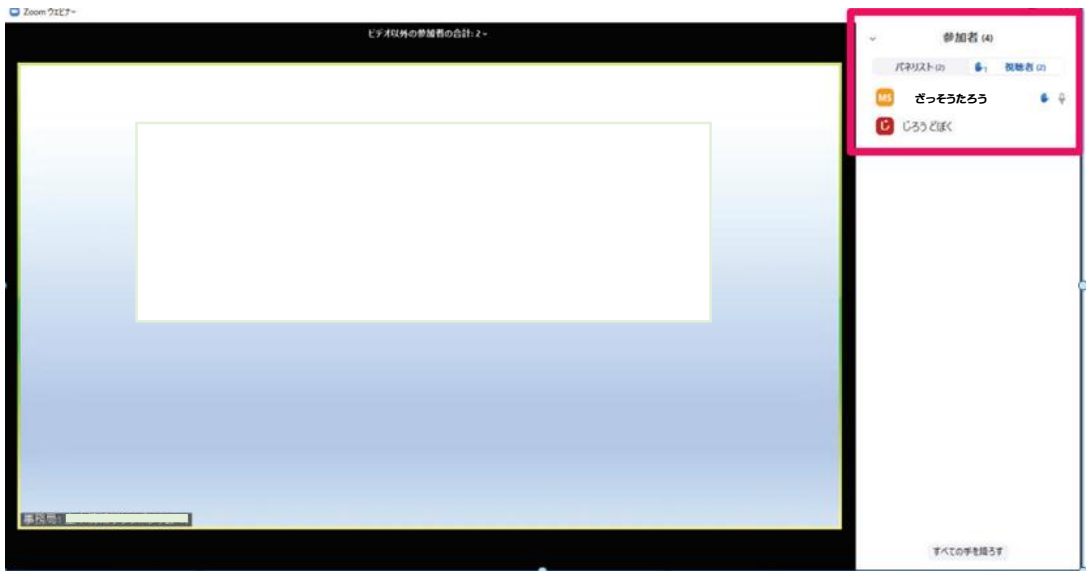 Zoom ウェビナー
ビデオ以外の参加者の合計: 2
参加者 (4)
パネリスト (2) 1 視聴者 (2)
MS ざっそうたろう
じ じろう どぼく
事務局:
すべての手を降ろす